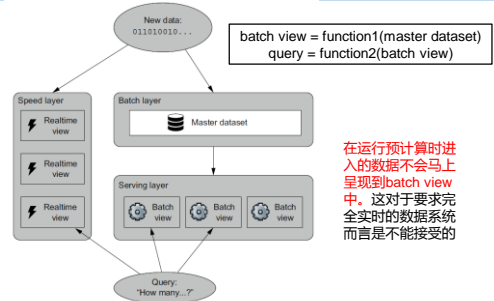 New data:
011010010...
batch view = function1(master dataset)
query = function2(batch view)
Speed layer
Realtime
view
Realtime
view
Realtime
view
Batch layer
Master dataset
Serving layer
Batch
view
Batch
view
Batch
view
在运行预计算时进
入的数据不会马上
呈现到batch view
中。这对于要求完
全实时的数据系统
而言是不能接受的
Query:
"How many...?"